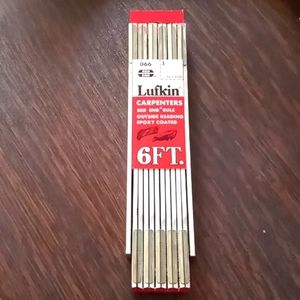 066
Lufkin
CARPENTERS
RED END RULE
OUTSIDE READING
EPOXY COATED
6FT.